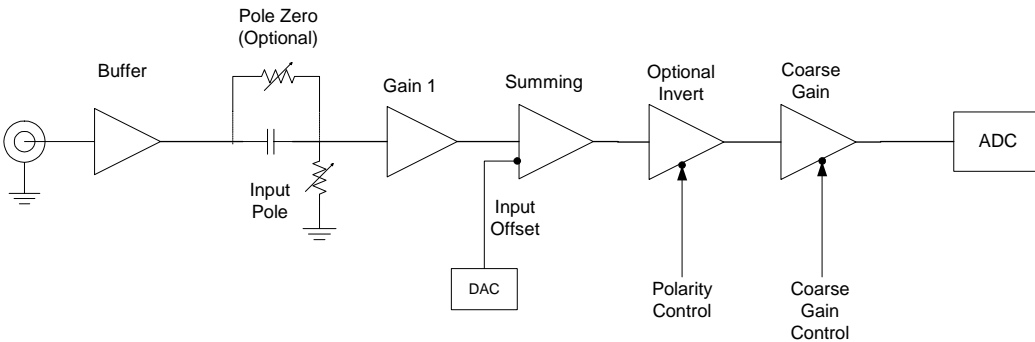 Pole Zero
(Optional)
Buffer
Gain 1
Summing
Optional
Invert
Coarse
Gain
ADC
Input
Pole
Input
Offset
DAC
Polarity
Control
Coarse
Gain
Control